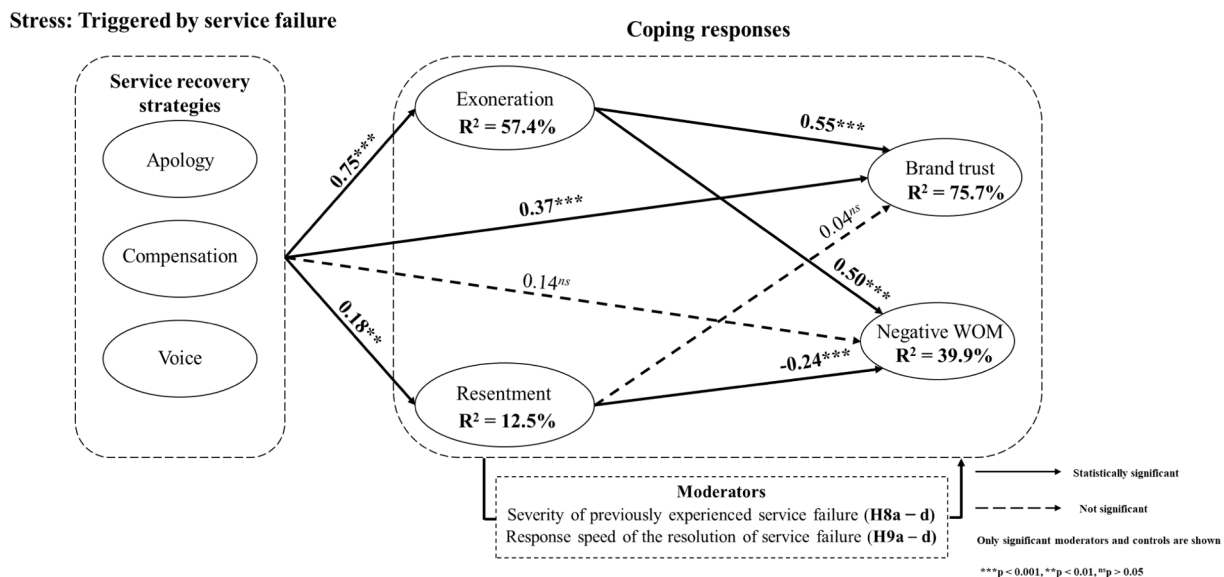 Stress: Triggered by service failure
Coping responses
Service recovery
strategies
Apology
Compensation
Voice
Exoneration
R² = 57.4%
Resentment
R² = 12.5%
Brand trust
R² = 75.7%
Negative WOM
R² = 39.9%
0.75***
0.18**
0.37***
0.14ⁿˢ
0.55***
0.04ⁿˢ
0.50***
-0.24***
Moderators
Severity of previously experienced service failure (H8a – d)
Response speed of the resolution of service failure (H9a – d)
Statistically significant
Not significant
Only significant moderators and controls are shown
***p < 0.001, **p < 0.01, ⁿˢp > 0.05